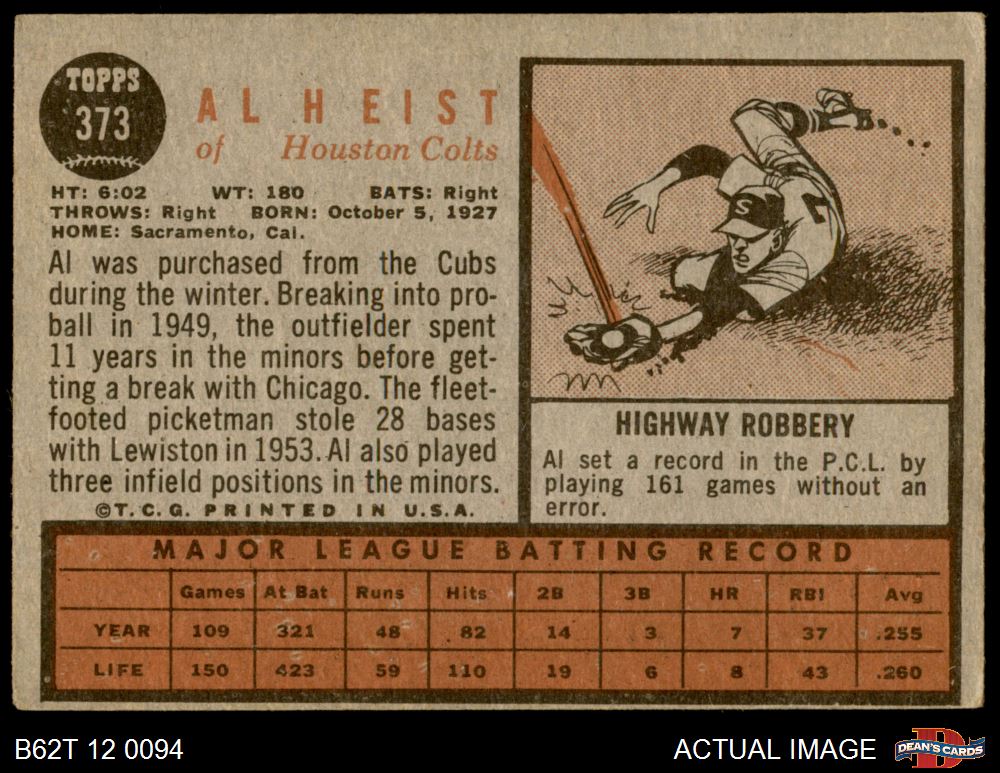 TOPPS
373
AL HEIST
of Houston Colts
HT: 6:02 WT: 180 BATS: Right
THROWS: Right BORN: October 5, 1927
HOME: Sacramento, Cal.
Al was purchased from the Cubs
during the winter. Breaking into pro-
ball in 1949, the outfielder spent
11 years in the minors before get-
ting a break with Chicago. The fleet-
footed picketman stole 28 bases
with Lewiston in 1953. Al also played
three infield positions in the minors.
©T.C.G. PRINTED IN U.S.A.
S
HIGHWAY ROBBERY
Al set a record in the P.C.L. by
playing 161 games without an
error.
MAJOR LEAGUE BATTING RECORD
Games At Bat Runs Hits 2B 3B HR RBI Avg
YEAR 109 321 48 82 14 3 7 37 .255
LIFE 150 423 59 110 19 6 8 43 .260
B62T 12 0094
ACTUAL IMAGE
D
DEAN'S CARDS